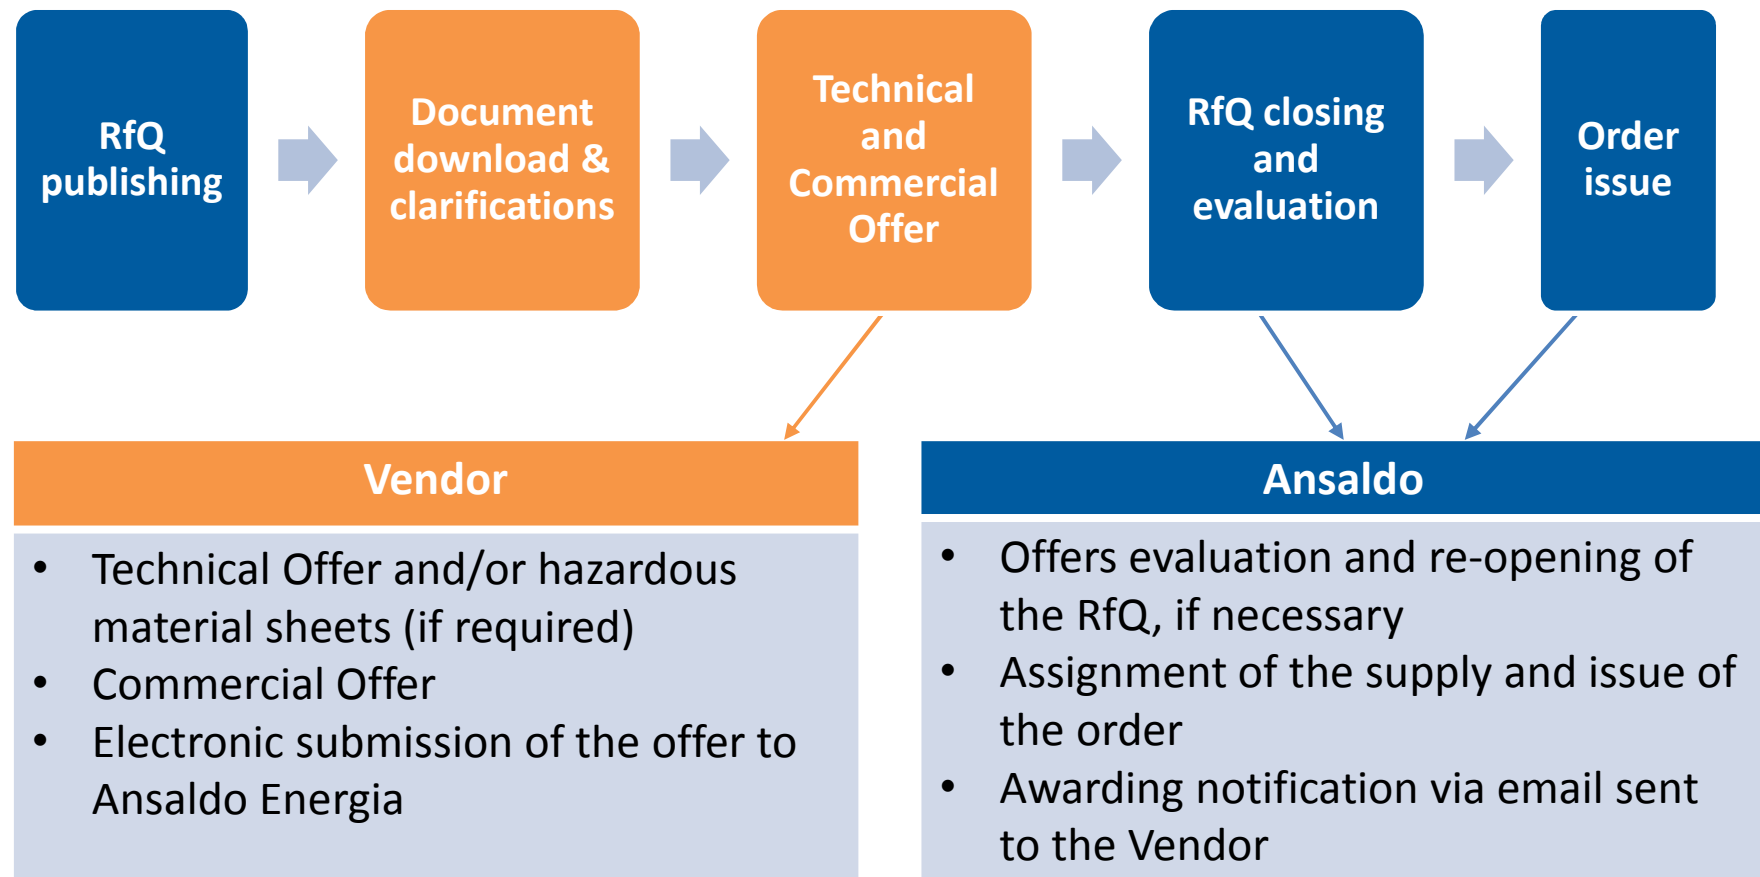 RfQ
publishing
Document
download &
clarifications
Technical
and
Commercial
Offer
RfQ closing
and
evaluation
Order
issue
Vendor
• Technical Offer and/or hazardous
material sheets (if required)
• Commercial Offer
• Electronic submission of the offer to
Ansaldo Energia
Ansaldo
• Offers evaluation and re-opening of
the RfQ, if necessary
• Assignment of the supply and issue of
the order
• Awarding notification via email sent
to the Vendor